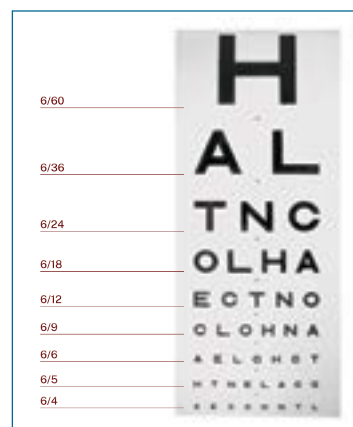 6/60 H
6/36 A L
6/24 T N C
6/18 O L H A
6/12 E C T N O
6/9 C L O H N A
6/6 A E L O H C T
6/5 H T N E L A C O
6/4